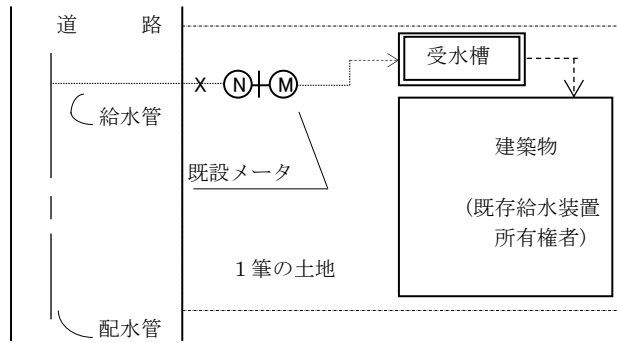 道　路
受水槽
X N M
給水管
建築物
既設メータ
（既存給水装置
所有権者）
１筆の土地
配水管